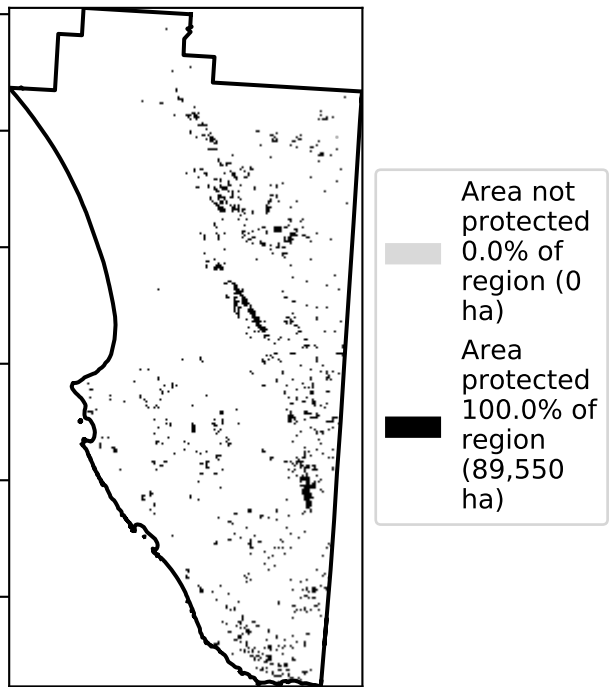 Area not
protected
0.0% of
region (0
ha)
Area
protected
100.0% of
region
(89,550
ha)